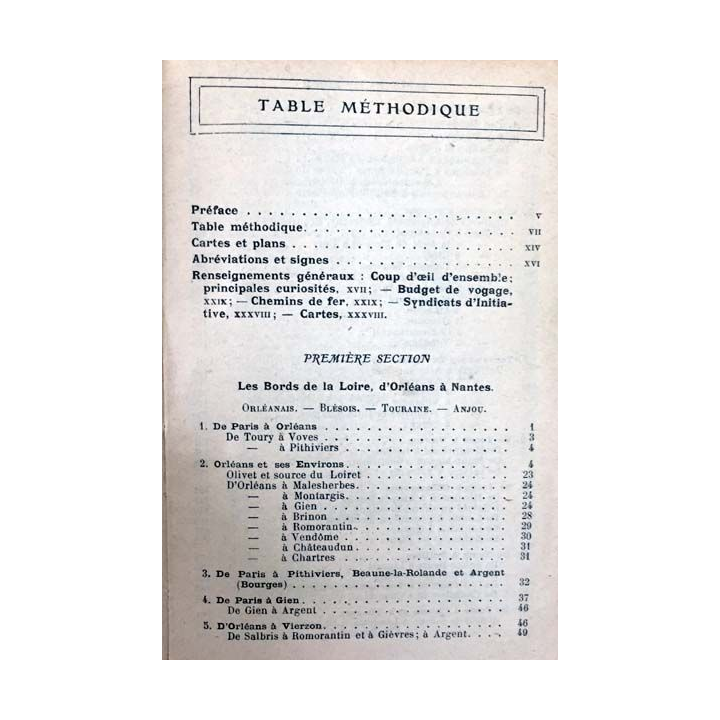 TABLE MÉTHODIQUE
Préface . . . . . . . . . . . . . . . . . . . . . . . . . V
Table méthodique. . . . . . . . . . . . . . . . . . . . VII
Cartes et plans . . . . . . . . . . . . . . . . . . . . . XIV
Abréviations et signes . . . . . . . . . . . . . . . . . XVI
Renseignements généraux : Coup d'œil d'ensemble;
principales curiosités, XVII; — Budget de vogage,
XXIX; — Chemins de fer, XXIX; — Syndicats d'Initia-
tive, XXXVIII; — Cartes, XXXVIII.
PREMIÈRE SECTION
Les Bords de la Loire, d'Orléans à Nantes.
ORLÉANAIS. — BLÉSOIS. — TOURAINE. — ANJOU.
1. De Paris à Orléans . . . . . . . . . . . . . . . . . 1
De Toury à Voves . . . . . . . . . . . . . . . . . 3
— à Pithiviers . . . . . . . . . . . . . . . . . 4
2. Orléans et ses Environs. . . . . . . . . . . . . . . 4
Olivet et source du Loiret . . . . . . . . . . . . . 23
D'Orléans à Malesherbes. . . . . . . . . . . . . . 24
— à Montargis. . . . . . . . . . . . . . . 24
— à Gien . . . . . . . . . . . . . . . . . 24
— à Brinon . . . . . . . . . . . . . . . . 28
— à Romorantin. . . . . . . . . . . . . . 29
— à Vendôme . . . . . . . . . . . . . . . 30
— à Châteaudun . . . . . . . . . . . . . 31
— à Chartres . . . . . . . . . . . . . . . 31
3. De Paris à Pithiviers, Beaune-la-Rolande et Argent
(Bourges) . . . . . . . . . . . . . . . . . . . . . 32
4. De Paris à Gien. . . . . . . . . . . . . . . . . . . 37
De Gien à Argent . . . . . . . . . . . . . . . . . 46
5. D'Orléans à Vierzon. . . . . . . . . . . . . . . . . 46
De Salbris à Romorantin et à Gièvres; à Argent. . . . 49